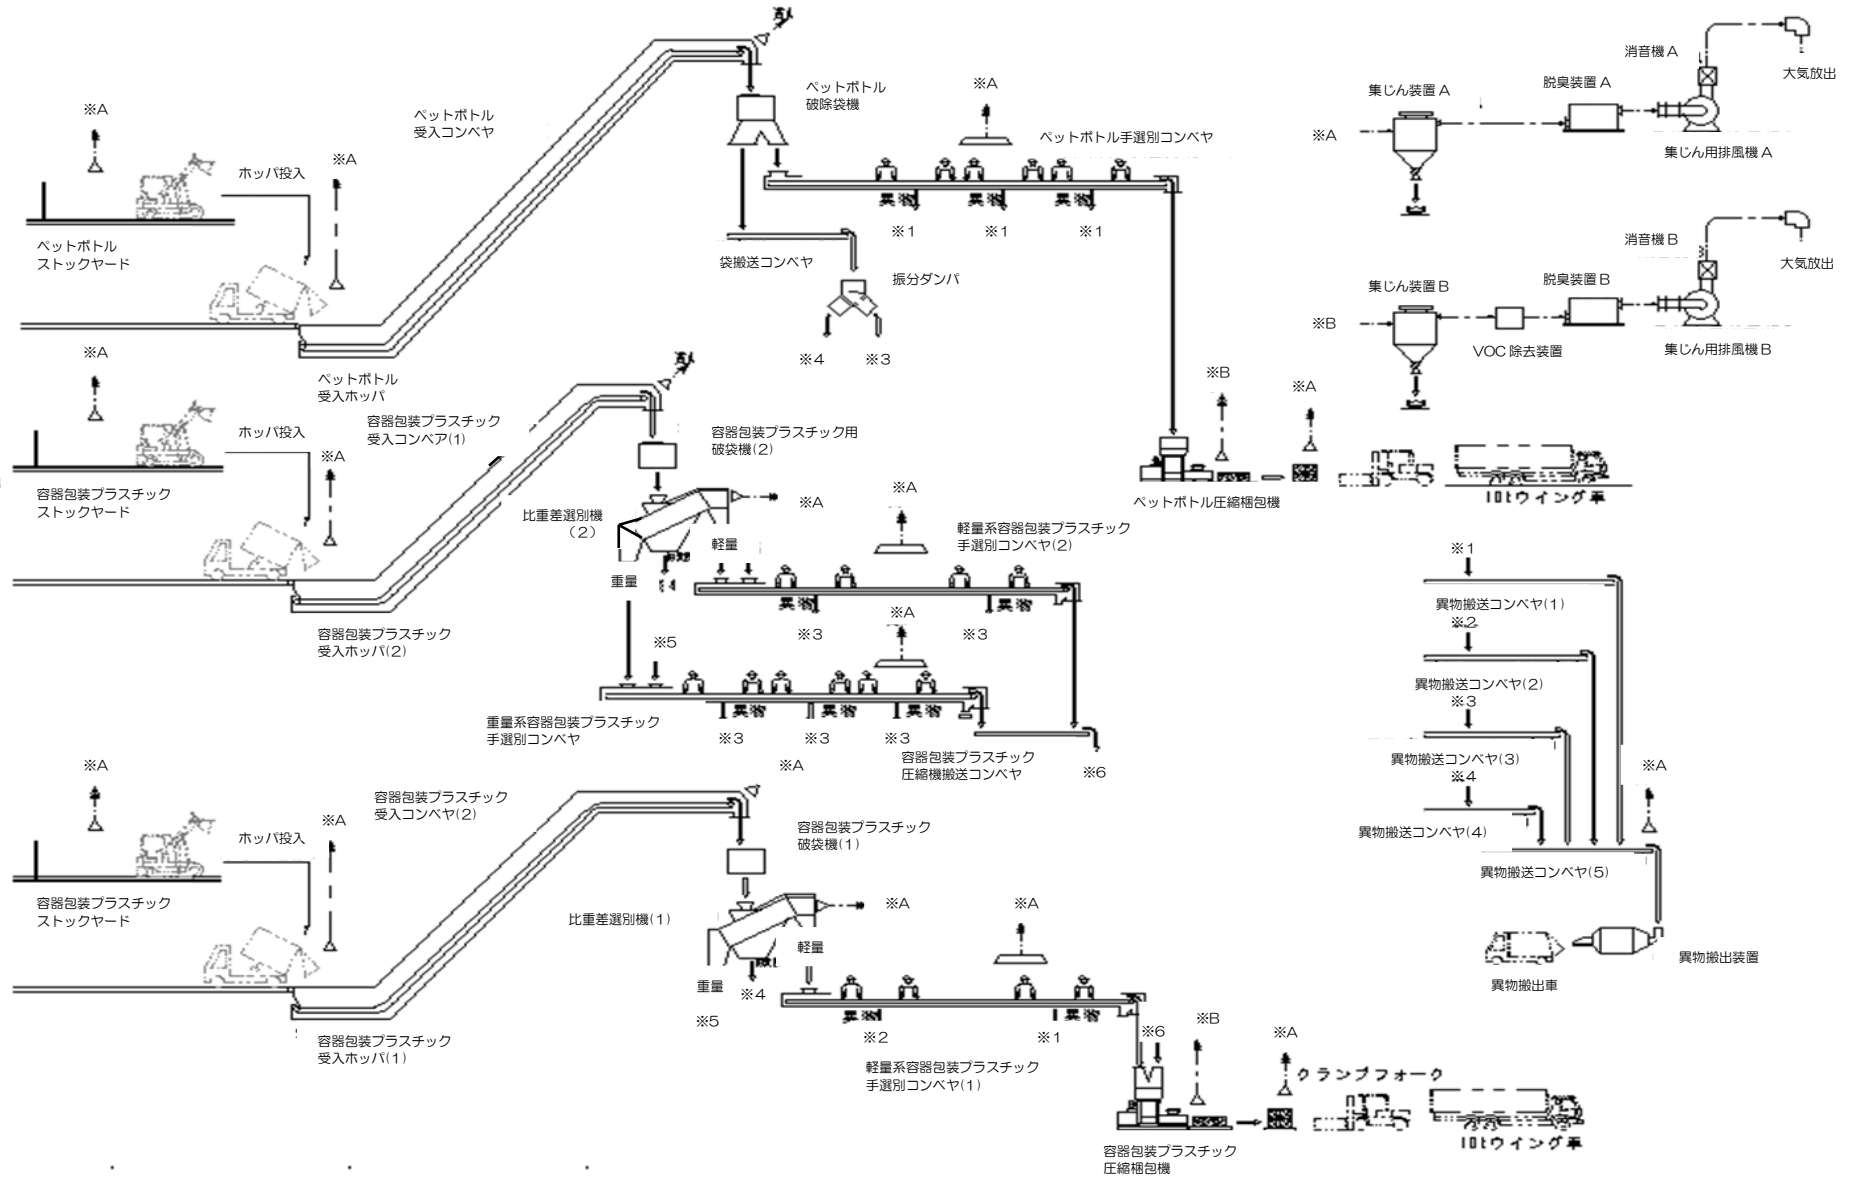 ※A
ホッパ投入
※A
ペットボトル
ストックヤード
ペットボトル
受入コンベヤ
ペットボトル
受入ホッパ
ペットボトル
破除袋機
※A
ペットボトル手選別コンベヤ
異物
異物
異物
※1
※1
※1
袋搬送コンベヤ
振分ダンパ
※4
※3
※B
※A
ペットボトル圧縮梱包機
10tウイング車
集じん装置A
脱臭装置A
消音機A
大気放出
※A
集じん用排風機A
集じん装置B
脱臭装置B
消音機B
大気放出
※B
VOC除去装置
集じん用排風機B
※A
ホッパ投入
※A
容器包装プラスチック
ストックヤード
容器包装プラスチック
受入コンベア(1)
容器包装プラスチック
受入ホッパ(2)
容器包装プラスチック用
破袋機(2)
比重差選別機
(2)
※A
軽量
重量
※A
軽量系容器包装プラスチック
手選別コンベヤ(2)
異物
異物
※3
※3
※A
※5
異物
異物
異物
重量系容器包装プラスチック
手選別コンベヤ
※3
※3
※3
容器包装プラスチック
圧縮機搬送コンベヤ
※6
※1
異物搬送コンベヤ(1)
※2
異物搬送コンベヤ(2)
※3
異物搬送コンベヤ(3)
※4
異物搬送コンベヤ(4)
※A
異物搬送コンベヤ(5)
異物搬出装置
異物搬出車
※A
ホッパ投入
※A
容器包装プラスチック
ストックヤード
容器包装プラスチック
受入コンベヤ(2)
容器包装プラスチック
受入ホッパ(1)
※A
容器包装プラスチック
破袋機(1)
比重差選別機(1)
※A
軽量
重量
※4
※5
※A
異物
異物
※2
※1
軽量系容器包装プラスチック
手選別コンベヤ(1)
※6
※B
※A
クランプフォーク
容器包装プラスチック
圧縮梱包機
10tウイング車